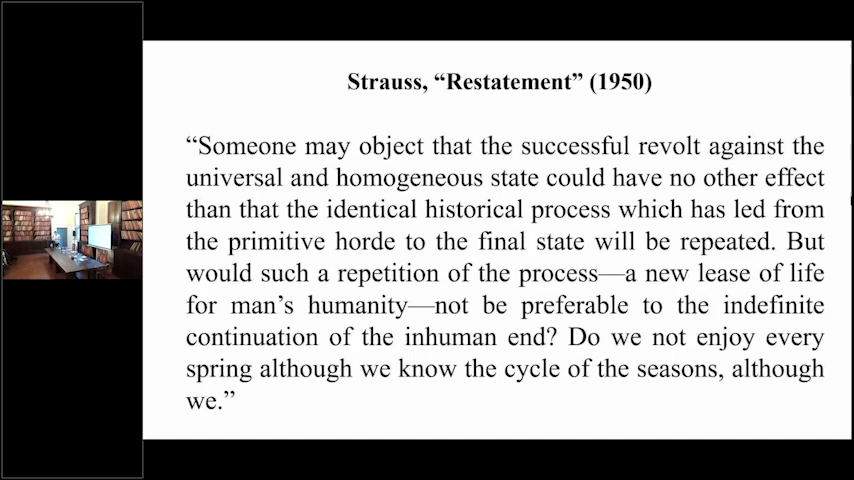 Strauss, “Restatement” (1950)
“Someone may object that the successful revolt against the
universal and homogeneous state could have no other effect
than that the identical historical process which has led from
the primitive horde to the final state will be repeated. But
would such a repetition of the process—a new lease of life
for man’s humanity—not be preferable to the indefinite
continuation of the inhuman end? Do we not enjoy every
spring although we know the cycle of the seasons, although
we.”